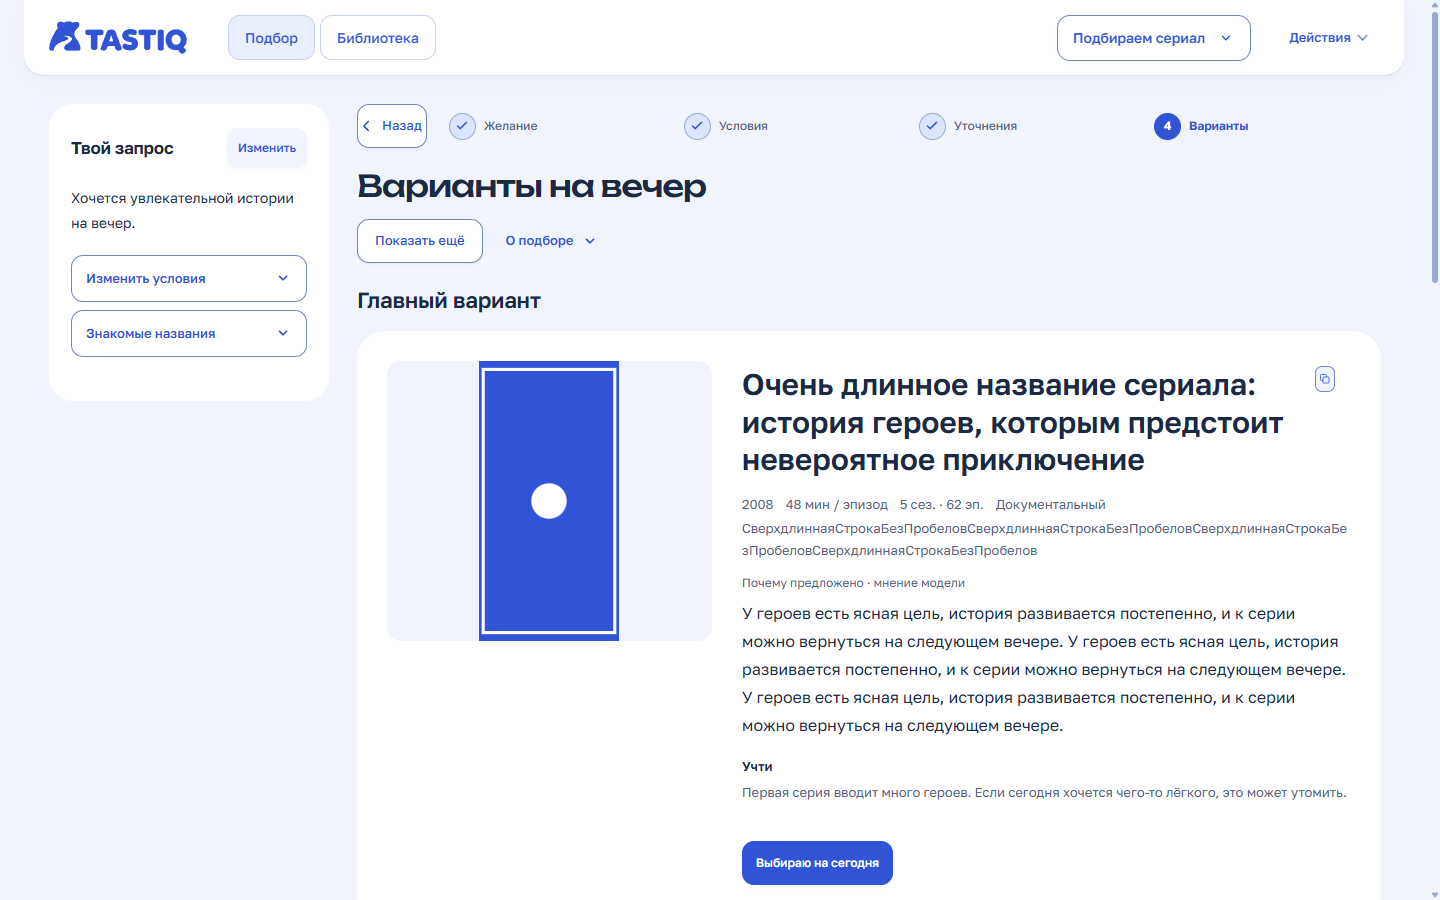 TASTIQ
Подбор
Библиотека
Подбираем сериал
Действия
Твой запрос
Изменить
Хочется увлекательной истории
на вечер.
Изменить условия
Знакомые названия
Назад
Желание
Условия
Уточнения
4 Варианты
Варианты на вечер
Показать ещё
О подборе
Главный вариант
Очень длинное название сериала:
история героев, которым предстоит
невероятное приключение
2008 48 мин / эпизод 5 сез. · 62 эп. Документальный
СверхдлиннаяСтрокаБезПробеловСверхдлиннаяСтрокаБезПробеловСверхдлиннаяСтрокаБе
зПробеловСверхдлиннаяСтрокаБезПробелов
Почему предложено · мнение модели
У героев есть ясная цель, история развивается постепенно, и к серии
можно вернуться на следующем вечере. У героев есть ясная цель, история
развивается постепенно, и к серии можно вернуться на следующем вечере.
У героев есть ясная цель, история развивается постепенно, и к серии
можно вернуться на следующем вечере.
Учти
Первая серия вводит много героев. Если сегодня хочется чего-то лёгкого, это может утомить.
Выбираю на сегодня